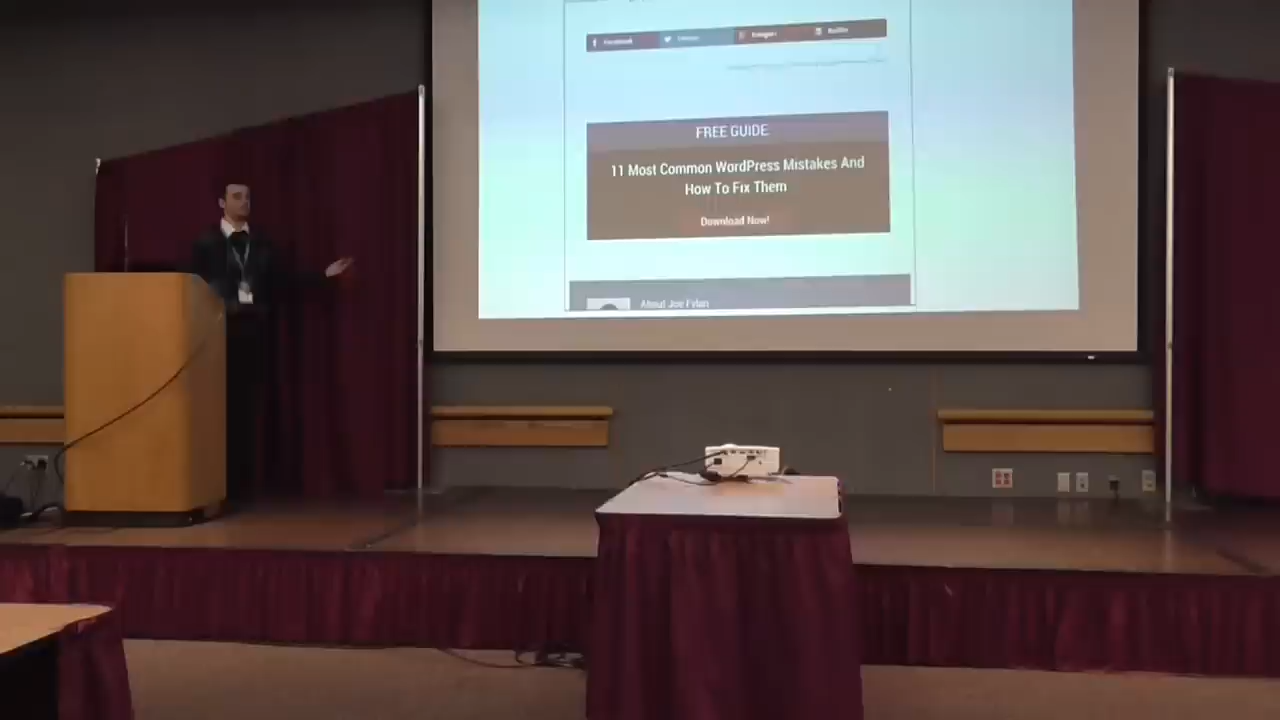 Facebook
FREE GUIDE
11 Most Common WordPress Mistakes And
How To Fix Them
Download Now!
About Joe Fylan